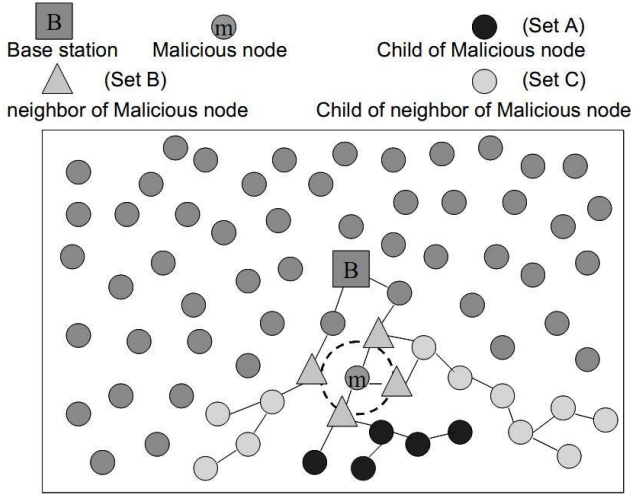 B
Base station
m
Malicious node
(Set A)
Child of Malicious node
(Set B)
neighbor of Malicious node
(Set C)
Child of neighbor of Malicious node
B
m